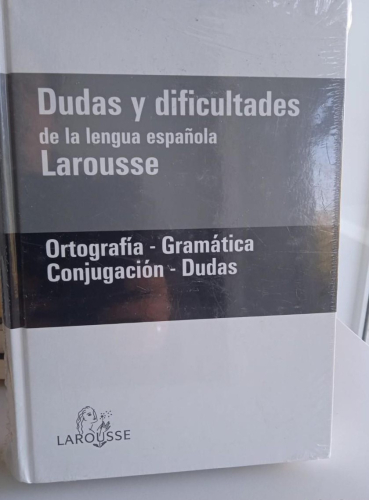 Dudas y dificultades
de la lengua española
Larousse
Ortografía - Gramática
Conjugación - Dudas
LAROUSSE